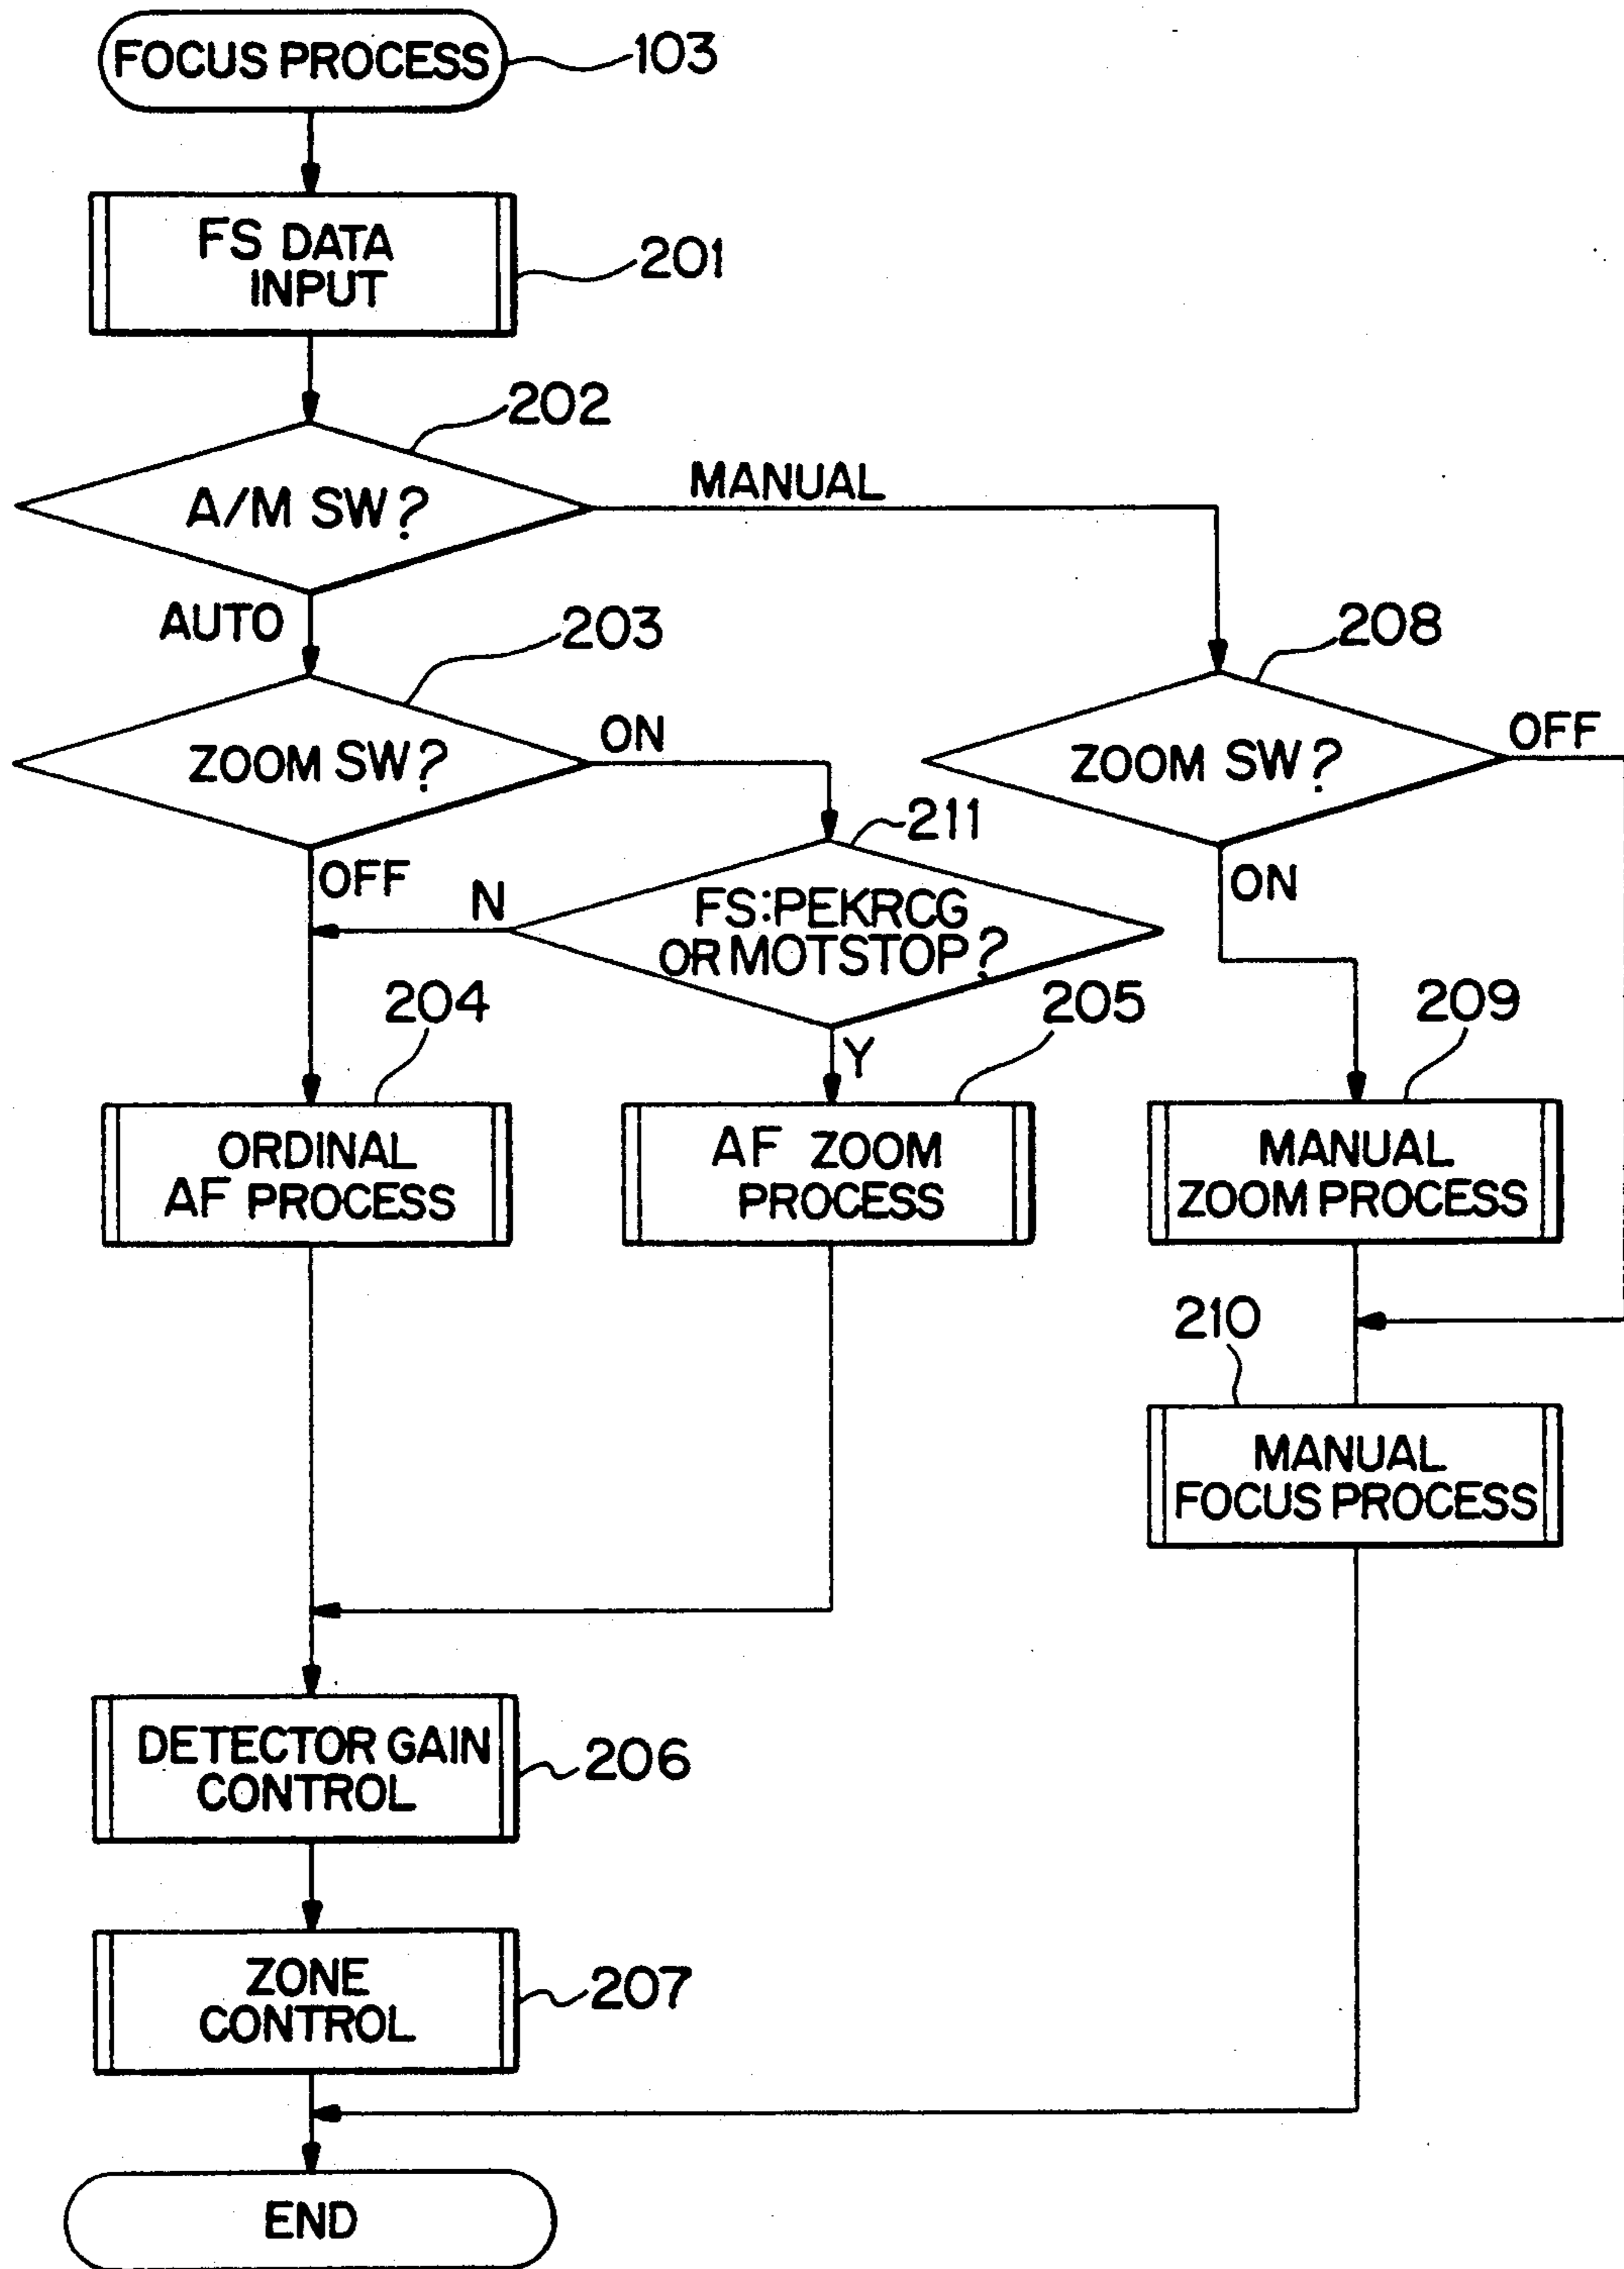 FOCUS PROCESS
103
FS DATA
INPUT
201
202
A/M SW?
MANUAL
AUTO
203
208
ZOOM SW?
ON
ZOOM SW?
OFF
211
OFF
N
FS:PEKRCG
OR MOTSTOP?
ON
204
Y
205
209
ORDINAL
AF PROCESS
AF ZOOM
PROCESS
MANUAL
ZOOM PROCESS
210
MANUAL
FOCUS PROCESS
DETECTOR GAIN
CONTROL
206
ZONE
CONTROL
207
END